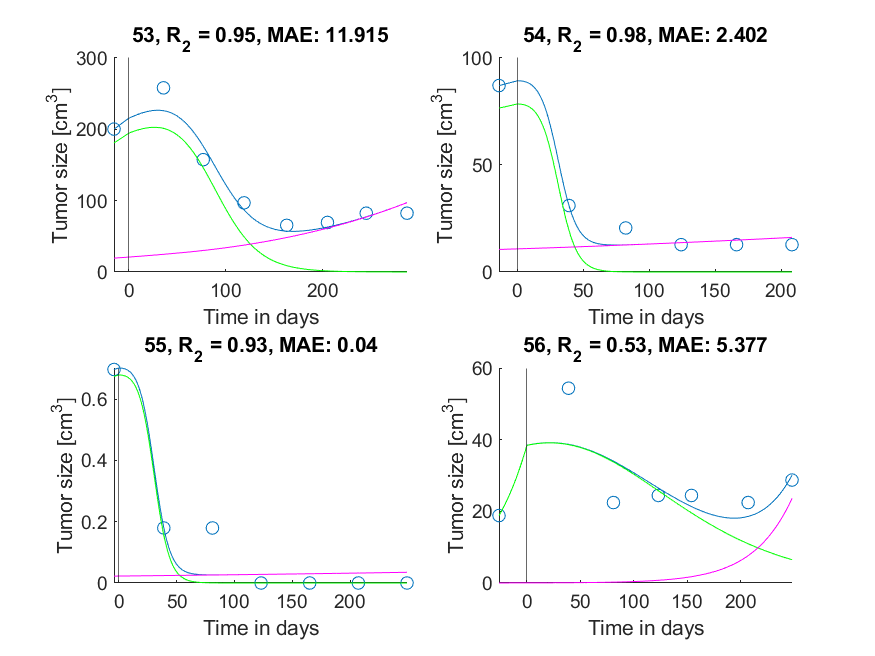 53, R2 = 0.95, MAE: 11.915
300
200
100
0
Tumor size [cm3]
0 100 200
Time in days
54, R2 = 0.98, MAE: 2.402
100
50
0
Tumor size [cm3]
0 50 100 150 200
Time in days
55, R2 = 0.93, MAE: 0.04
0.6
0.4
0.2
0
Tumor size [cm3]
0 50 100 150 200
Time in days
56, R2 = 0.53, MAE: 5.377
60
40
20
0
Tumor size [cm3]
0 50 100 150 200
Time in days